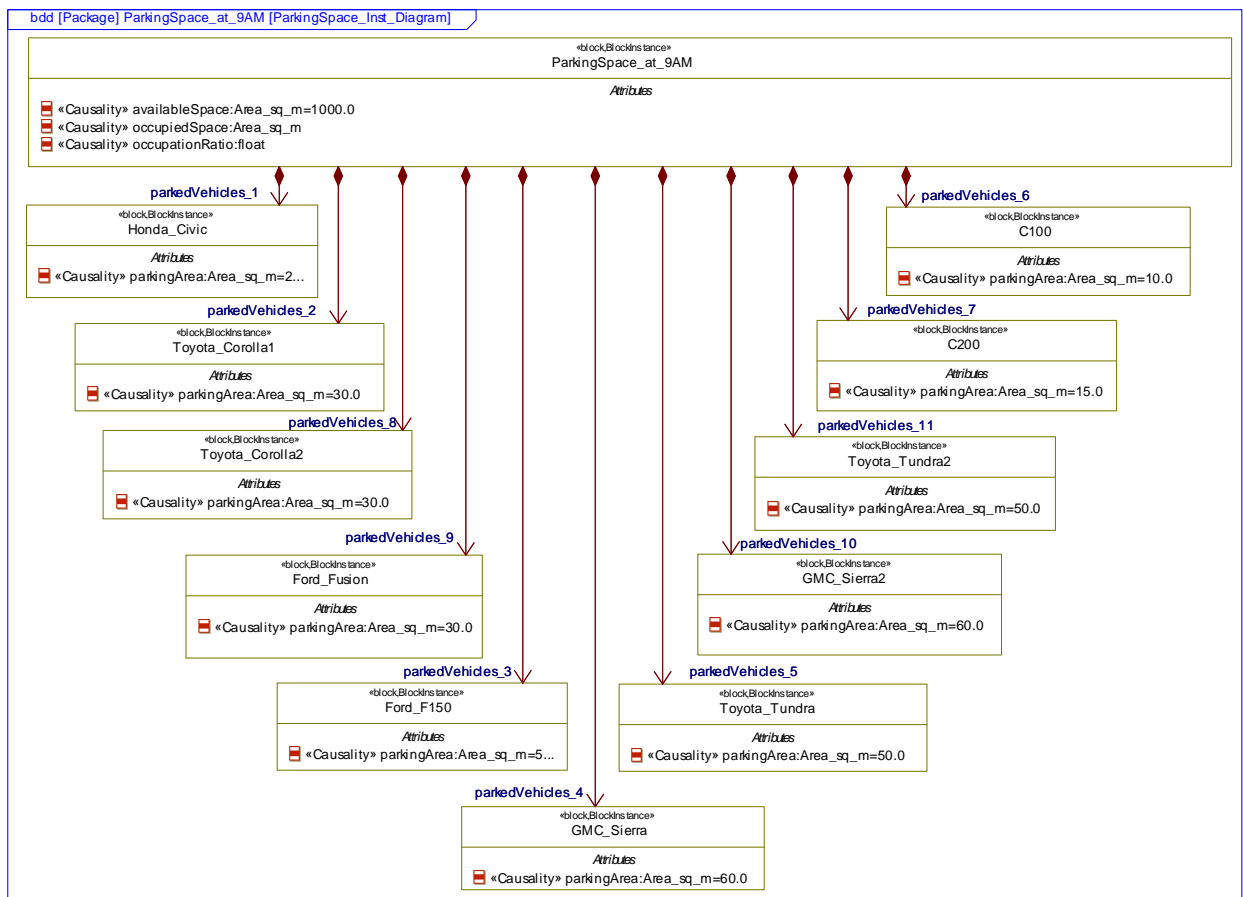 bdd [Package] ParkingSpace_at_9AM [ParkingSpace_Inst_Diagram]
«block,BlockInstance»
ParkingSpace_at_9AM
Attributes
«Causality» availableSpace:Area_sq_m=1000.0
«Causality» occupiedSpace:Area_sq_m
«Causality» occupationRatio:float
parkedVehicles_1
«block,BlockInstance»
Honda_Civic
Attributes
«Causality» parkingArea:Area_sq_m=2...
parkedVehicles_6
«block,BlockInstance»
C100
Attributes
«Causality» parkingArea:Area_sq_m=10.0
parkedVehicles_2
«block,BlockInstance»
Toyota_Corolla1
Attributes
«Causality» parkingArea:Area_sq_m=30.0
parkedVehicles_7
«block,BlockInstance»
C200
Attributes
«Causality» parkingArea:Area_sq_m=15.0
parkedVehicles_8
«block,BlockInstance»
Toyota_Corolla2
Attributes
«Causality» parkingArea:Area_sq_m=30.0
parkedVehicles_11
«block,BlockInstance»
Toyota_Tundra2
Attributes
«Causality» parkingArea:Area_sq_m=50.0
parkedVehicles_9
«block,BlockInstance»
Ford_Fusion
Attributes
«Causality» parkingArea:Area_sq_m=30.0
parkedVehicles_10
«block,BlockInstance»
GMC_Sierra2
Attributes
«Causality» parkingArea:Area_sq_m=60.0
parkedVehicles_3
«block,BlockInstance»
Ford_F150
Attributes
«Causality» parkingArea:Area_sq_m=5...
parkedVehicles_5
«block,BlockInstance»
Toyota_Tundra
Attributes
«Causality» parkingArea:Area_sq_m=50.0
parkedVehicles_4
«block,BlockInstance»
GMC_Sierra
Attributes
«Causality» parkingArea:Area_sq_m=60.0